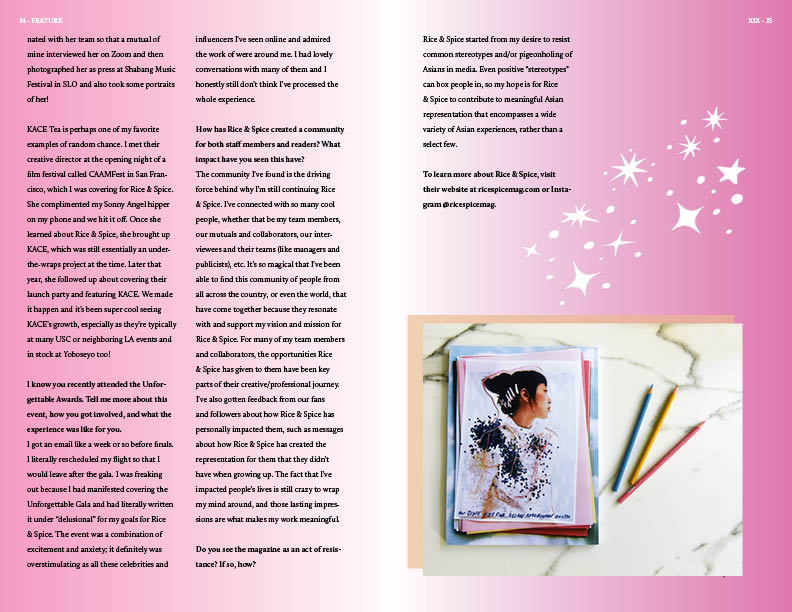 34 - FEATURE
XIX - 35
nated with her team so that a mutual of
mine interviewed her on Zoom and then
photographed her as press at Shabang Music
Festival in SLO and also took some portraits
of her!
KACE Tea is perhaps one of my favorite
examples of random chance. I met their
creative director at the opening night of a
film festival called CAAMFest in San Fran-
cisco, which I was covering for Rice & Spice.
She complimented my Sonny Angel hipper
on my phone and we hit it off. Once she
learned about Rice & Spice, she brought up
KACE, which was still essentially an under-
the-wraps project at the time. Later that
year, she followed up about covering their
launch party and featuring KACE. We made
it happen and it's been super cool seeing
KACE's growth, especially as they're typically
at many USC or neighboring LA events and
in stock at Yoboseyo too!
I know you recently attended the Unfor-
gettable Awards. Tell me more about this
event, how you got involved, and what the
experience was like for you.
I got an email like a week or so before finals.
I literally rescheduled my flight so that I
would leave after the gala. I was freaking
out because I had manifested covering the
Unforgettable Gala and had literally written
it under "delusional" for my goals for Rice
& Spice. The event was a combination of
excitement and anxiety; it definitely was
overstimulating as all these celebrities and
influencers I've seen online and admired
the work of were around me. I had lovely
conversations with many of them and I
honestly still don't think I've processed the
whole experience.
How has Rice & Spice created a community
for both staff members and readers? What
impact have you seen this have?
The community I've found is the driving
force behind why I'm still continuing Rice
& Spice. I've connected with so many cool
people, whether that be my team members,
our mutuals and collaborators, our inter-
viewees and their teams (like managers and
publicists), etc. It's so magical that I've been
able to find this community of people from
all across the country, or even the world, that
have come together because they resonate
with and support my vision and mission for
Rice & Spice. For many of my team members
and collaborators, the opportunities Rice
& Spice has given to them have been key
parts of their creative/professional journey.
I've also gotten feedback from our fans
and followers about how Rice & Spice has
personally impacted them, such as messages
about how Rice & Spice has created the
representation for them that they didn't
have when growing up. The fact that I've
impacted people's lives is still crazy to wrap
my mind around, and those lasting impres-
sions are what makes my work meaningful.
Do you see the magazine as an act of resis-
tance? If so, how?
Rice & Spice started from my desire to resist
common stereotypes and/or pigeonholing of
Asians in media. Even positive "stereotypes"
can box people in, so my hope is for Rice
& Spice to contribute to meaningful Asian
representation that encompasses a wide
variety of Asian experiences, rather than a
select few.
To learn more about Rice & Spice, visit
their website at ricespicemag.com or Insta-
gram @ricespicemag.